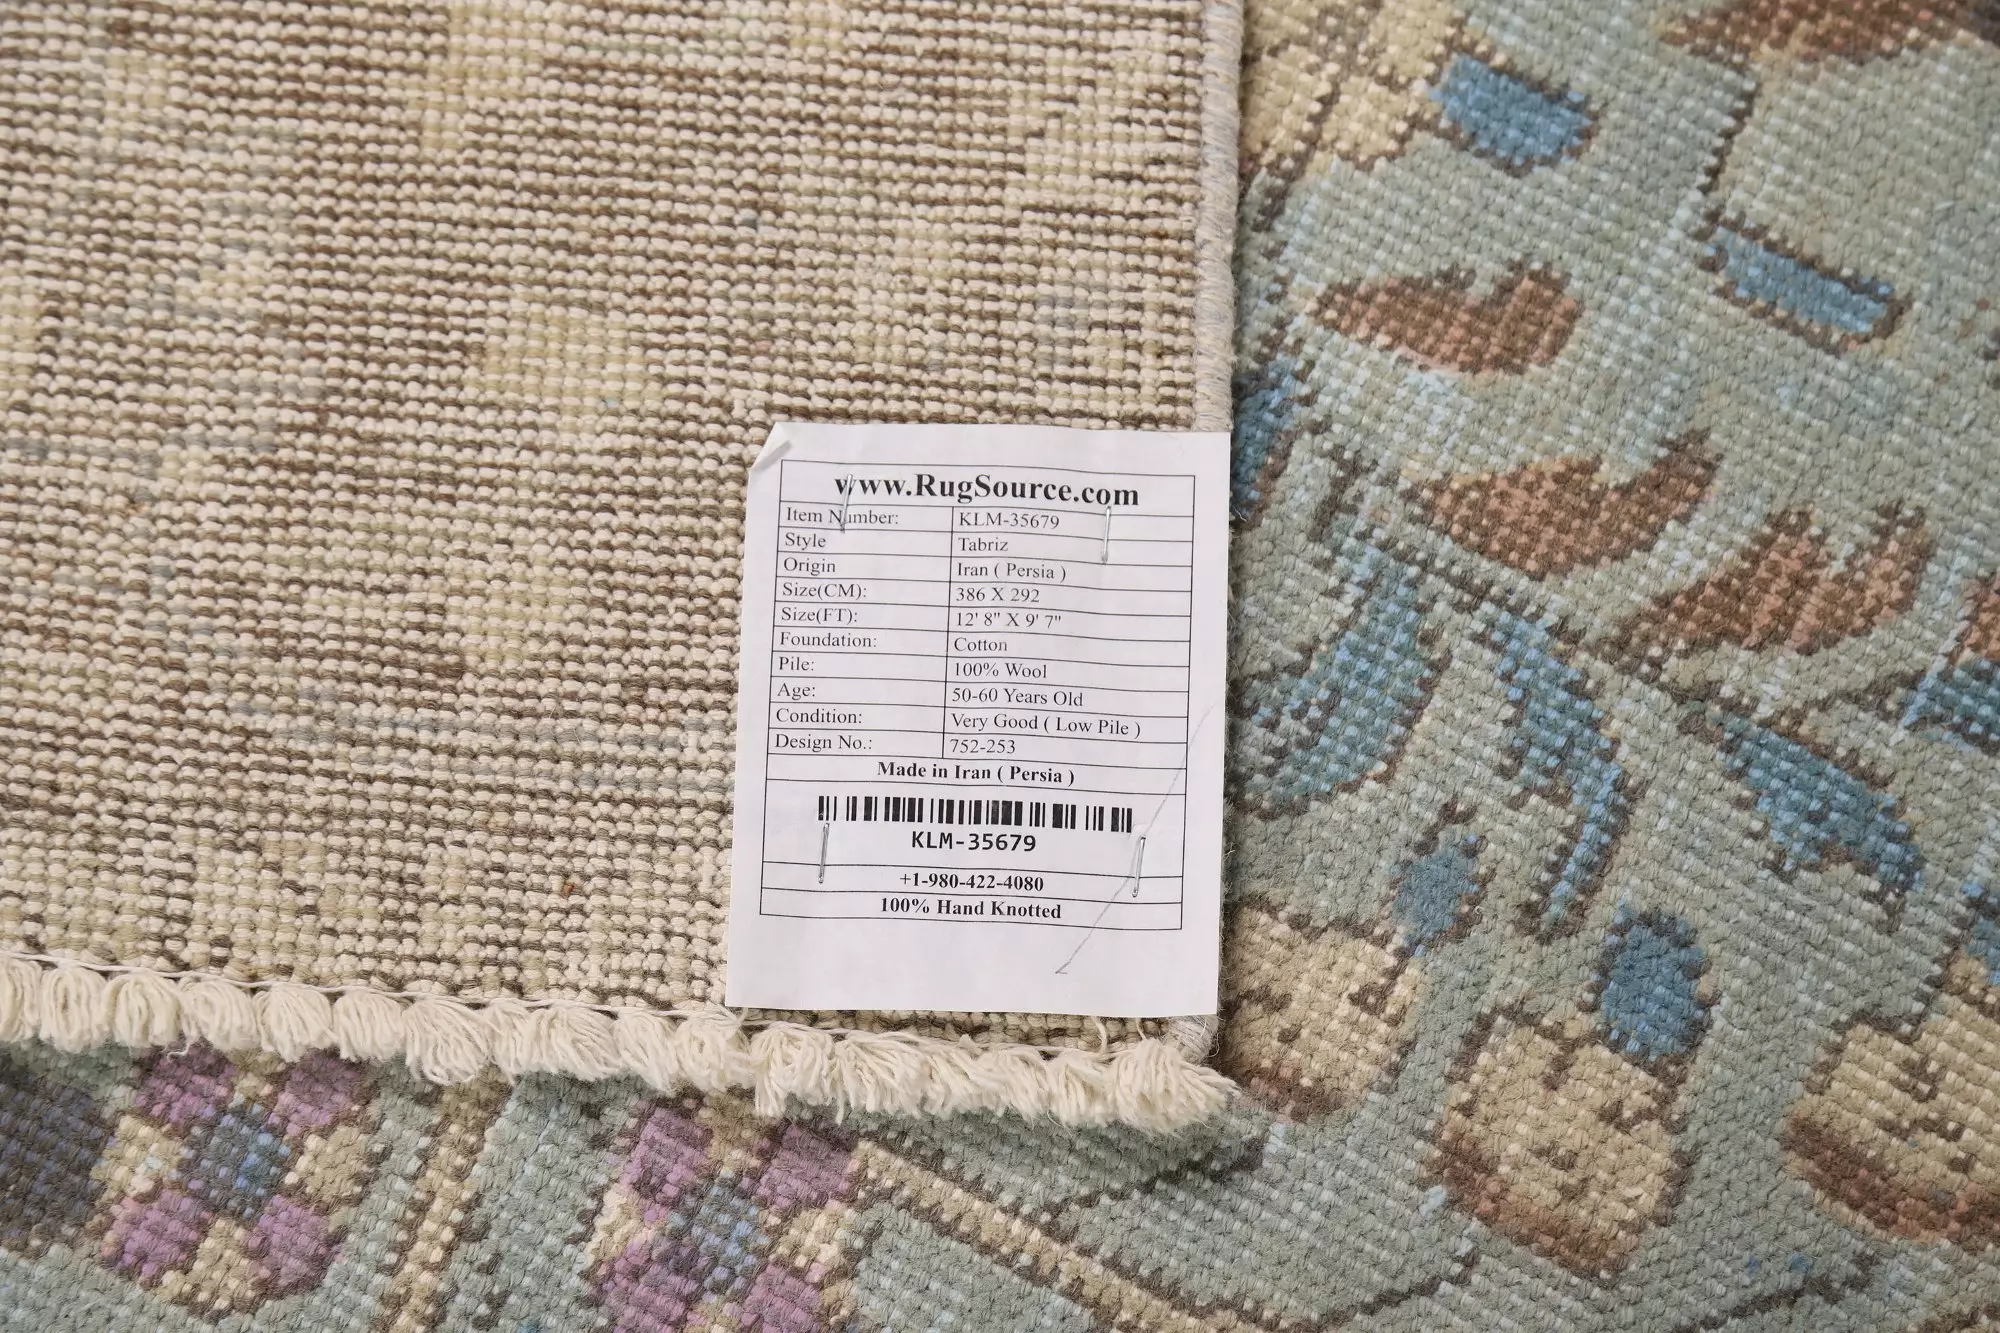 www.RugSource.com
Item Number: KLM-35679
Style Tabriz
Origin Iran ( Persia )
Size(CM): 386 X 292
Size(FT): 12' 8" X 9' 7"
Foundation: Cotton
Pile: 100% Wool
Age: 50-60 Years Old
Condition: Very Good ( Low Pile )
Design No.: 752-253
Made in Iran ( Persia )
KLM-35679
+1-980-422-4080
100% Hand Knotted